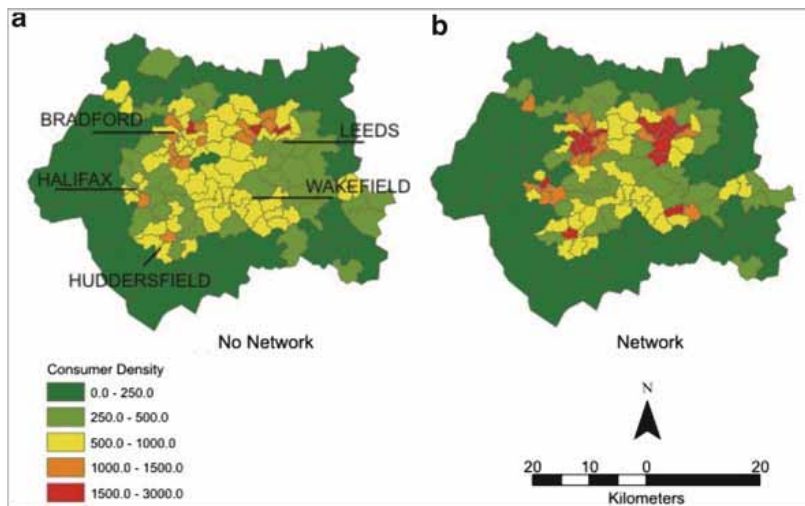 a
b
BRADFORD
LEEDS
HALIFAX
WAKEFIELD
HUDDERSFIELD
No Network
Network
Consumer Density
0.0 - 250.0
250.0 - 500.0
500.0 - 1000.0
1000.0 - 1500.0
1500.0 - 3000.0
N
20 10 0 20
Kilometers